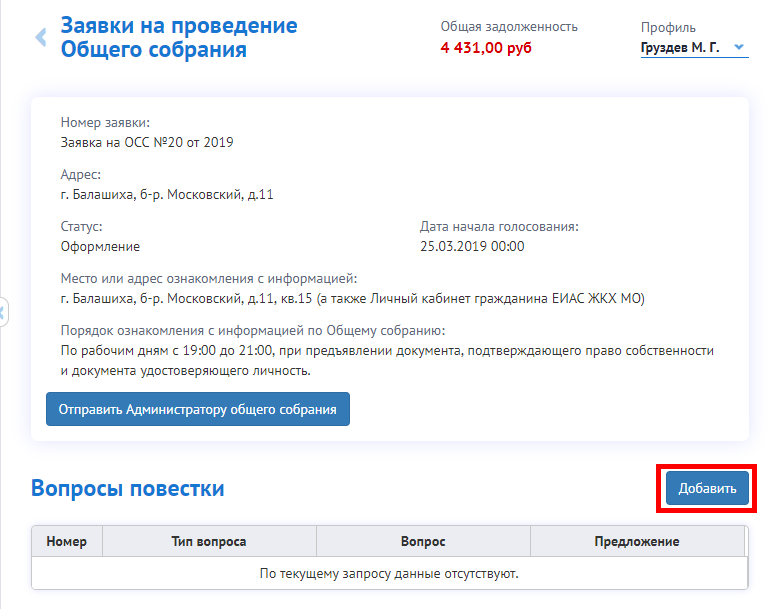 Заявки на проведение
Общего собрания
Общая задолженность
4 431,00 руб
Профиль
Груздев М. Г.
Номер заявки:
Заявка на ОСС №20 от 2019
Адрес:
г. Балашиха, б-р. Московский, д.11
Статус:
Оформление
Дата начала голосования:
25.03.2019 00:00
Место или адрес ознакомления с информацией:
г. Балашиха, б-р. Московский, д.11, кв.15 (а также Личный кабинет гражданина ЕИАС ЖКХ МО)
Порядок ознакомления с информацией по Общему собранию:
По рабочим дням с 19:00 до 21:00, при предъявлении документа, подтверждающего право собственности
и документа удостоверяющего личность.
Отправить Администратору общего собрания
Вопросы повестки
Добавить
Номер Тип вопроса Вопрос Предложение
По текущему запросу данные отсутствуют.